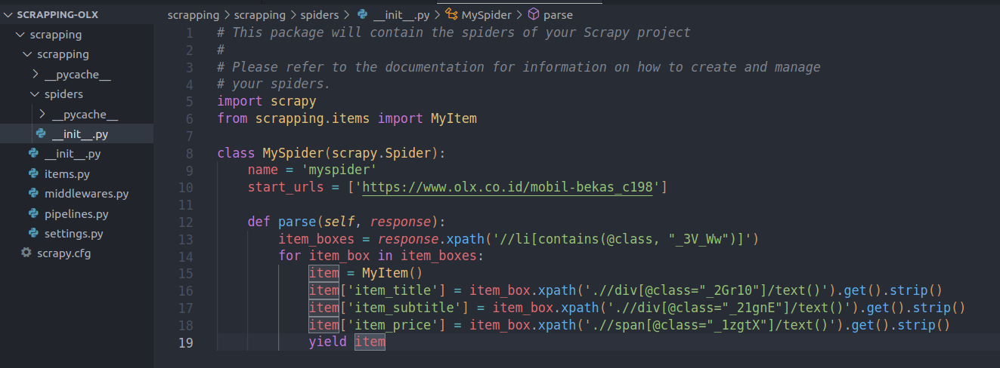 SCRAPPING-OLX
scrapping
scrapping
__pycache__
spiders
__pycache__
__init__.py
__init__.py
items.py
middlewares.py
pipelines.py
settings.py
scrapy.cfg
scrapping > scrapping > spiders > __init__.py > MySpider > parse
1 # This package will contain the spiders of your Scrapy project
2 #
3 # Please refer to the documentation for information on how to create and manage
4 # your spiders.
5 import scrapy
6 from scrapping.items import MyItem
7
8 class MySpider(scrapy.Spider):
9     name = 'myspider'
10     start_urls = ['https://www.olx.co.id/mobil-bekas_c198']
11
12     def parse(self, response):
13         item_boxes = response.xpath('//li[contains(@class, "_3V_Ww")]')
14         for item_box in item_boxes:
15             item = MyItem()
16             item['item_title'] = item_box.xpath('.//div[@class="_2Gr10"]/text()').get().strip()
17             item['item_subtitle'] = item_box.xpath('.//div[@class="_21gnE"]/text()').get().strip()
18             item['item_price'] = item_box.xpath('.//span[@class="_1zgtX"]/text()').get().strip()
19             yield item